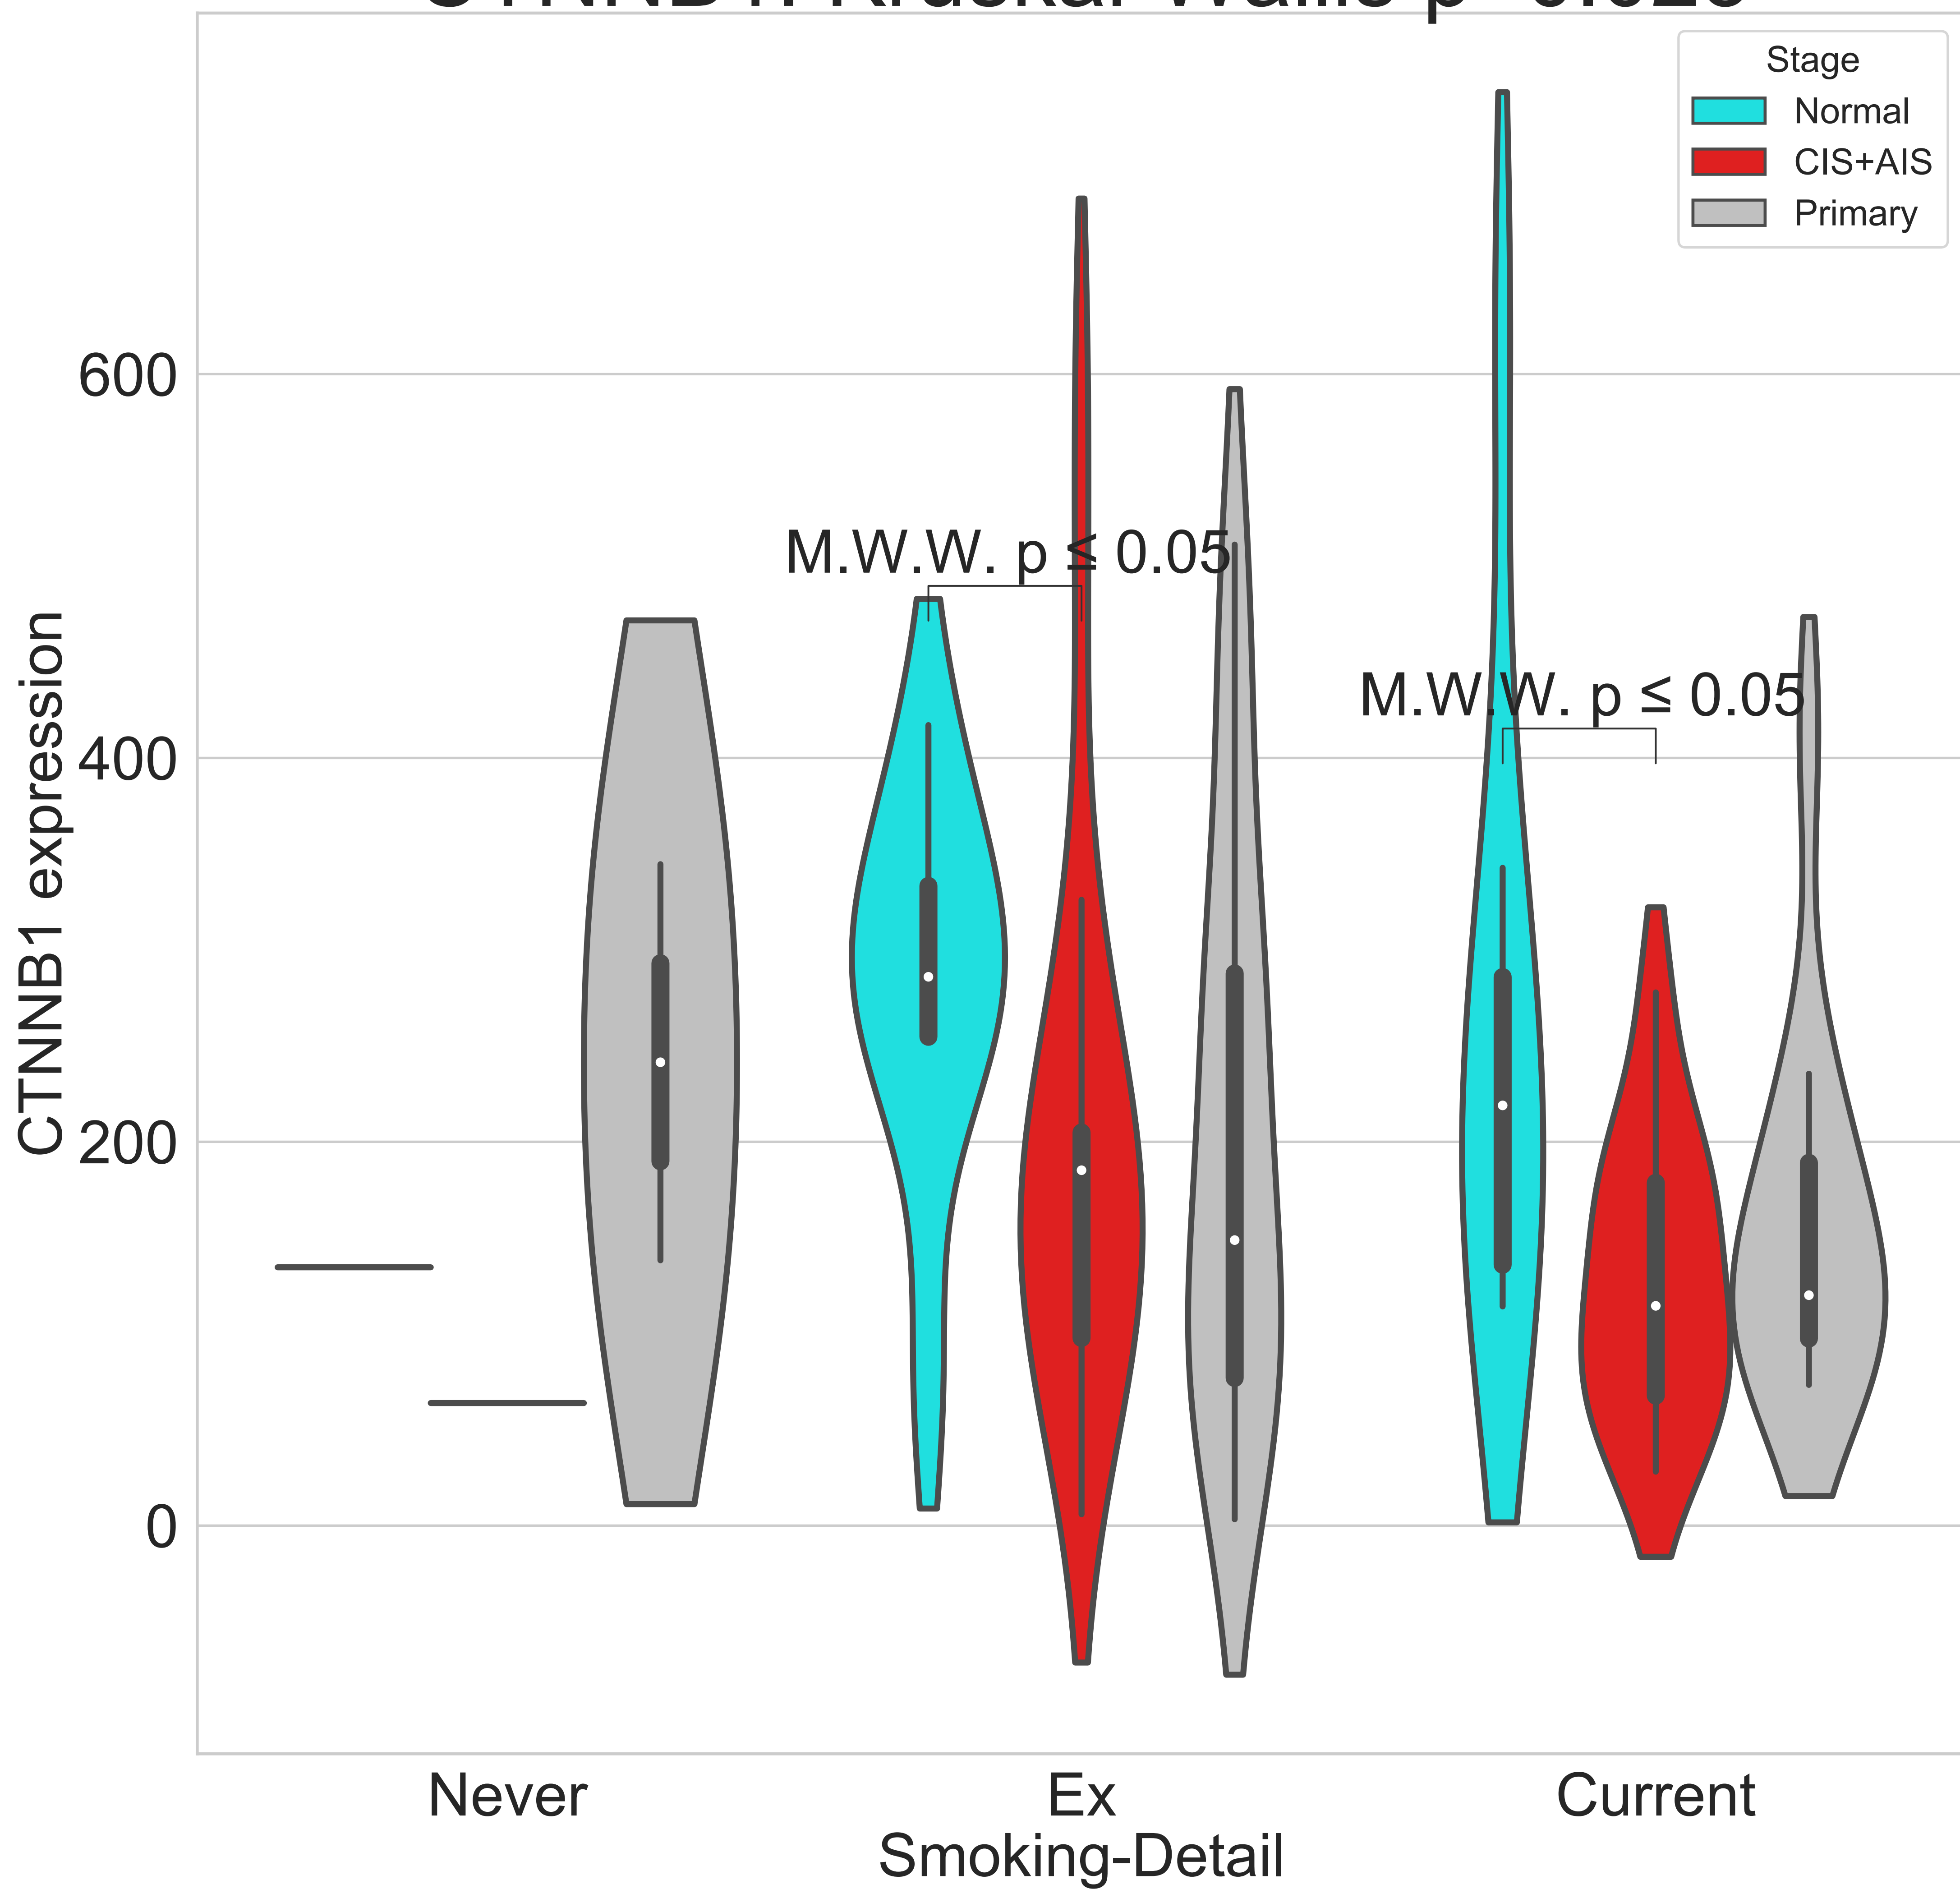 Stage
Normal
CIS+AIS
Primary
600
M.W.W. p ≤ 0.05
M.W.W. p ≤ 0.05
400
CTNNB1 expression
200
0
Never
Ex
Current
Smoking-Detail